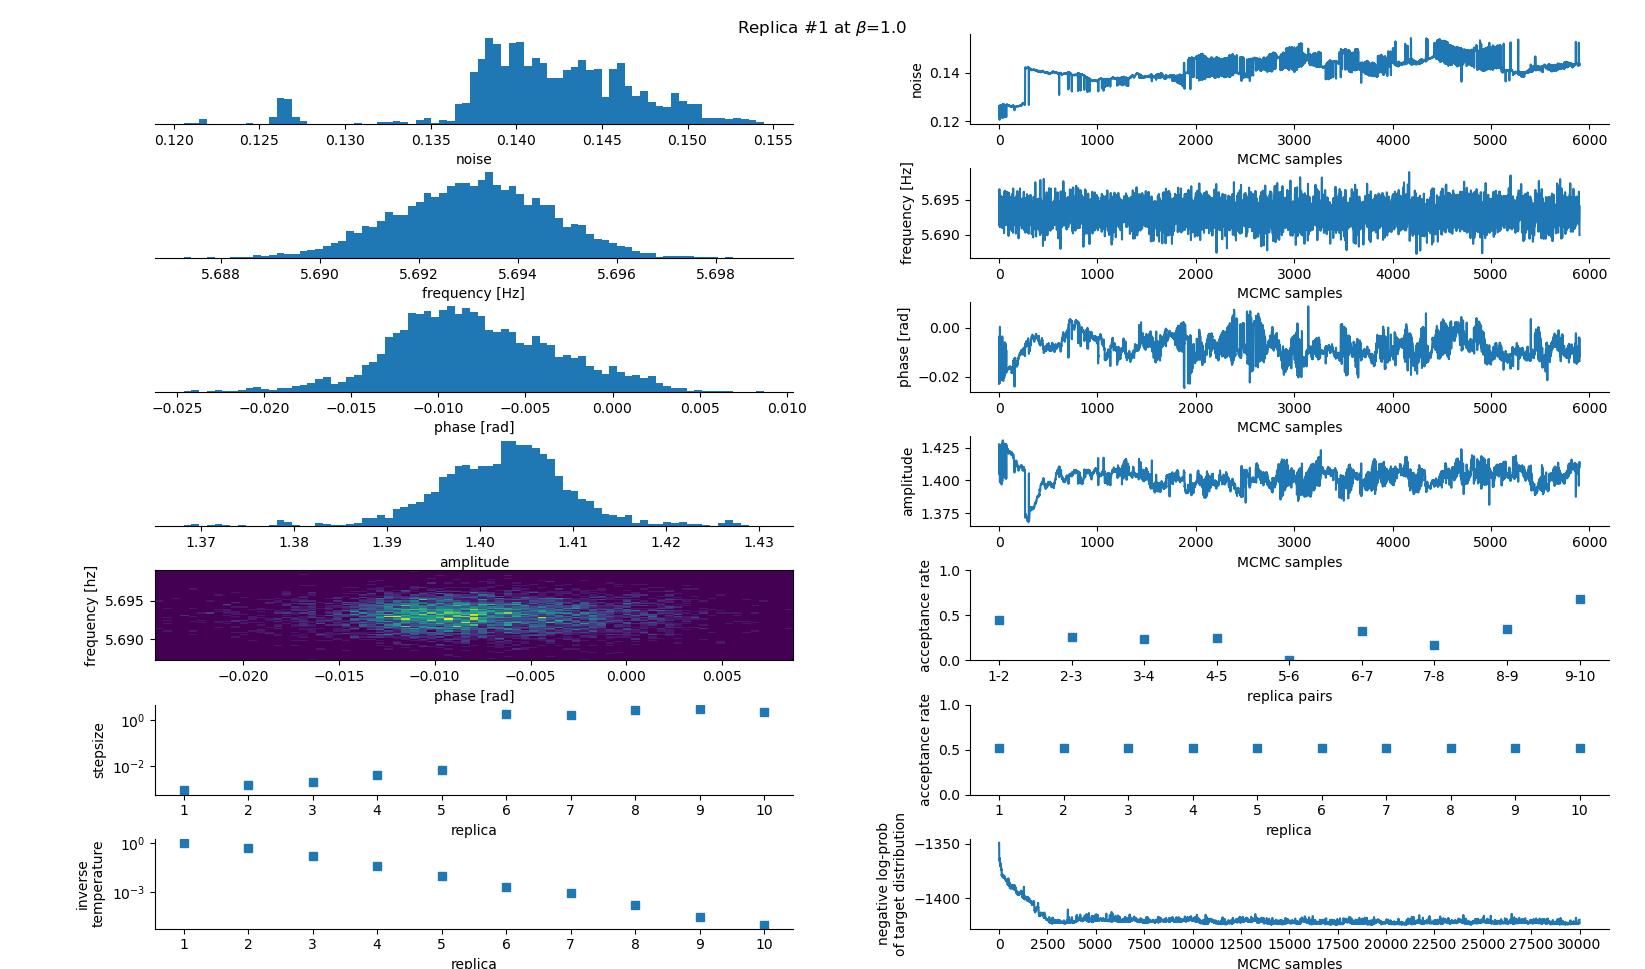 Replica #1 at β=1.0
0.120 0.125 0.130 0.135 0.140 0.145 0.150 0.155
noise
noise
0.14
0.12
0 1000 2000 3000 4000 5000 6000
MCMC samples
5.688 5.690 5.692 5.694 5.696 5.698
frequency [Hz]
frequency [Hz]
5.695
5.690
0 1000 2000 3000 4000 5000 6000
MCMC samples
−0.025 −0.020 −0.015 −0.010 −0.005 0.000 0.005 0.010
phase [rad]
phase [rad]
0.00
−0.02
0 1000 2000 3000 4000 5000 6000
MCMC samples
1.37 1.38 1.39 1.40 1.41 1.42 1.43
amplitude
amplitude
1.425
1.400
1.375
0 1000 2000 3000 4000 5000 6000
MCMC samples
frequency [hz]
5.695
5.690
−0.020 −0.015 −0.010 −0.005 0.000 0.005
phase [rad]
acceptance rate
1.0
0.5
0.0
1-2 2-3 3-4 4-5 5-6 6-7 7-8 8-9 9-10
replica pairs
stepsize
10⁰
10⁻²
1 2 3 4 5 6 7 8 9 10
replica
acceptance rate
1.0
0.5
0.0
1 2 3 4 5 6 7 8 9 10
replica
inverse
temperature
10⁰
10⁻³
1 2 3 4 5 6 7 8 9 10
replica
negative log-prob
of target distribution
−1350
−1400
0 2500 5000 7500 10000 12500 15000 17500 20000 22500 25000 27500 30000
MCMC samples